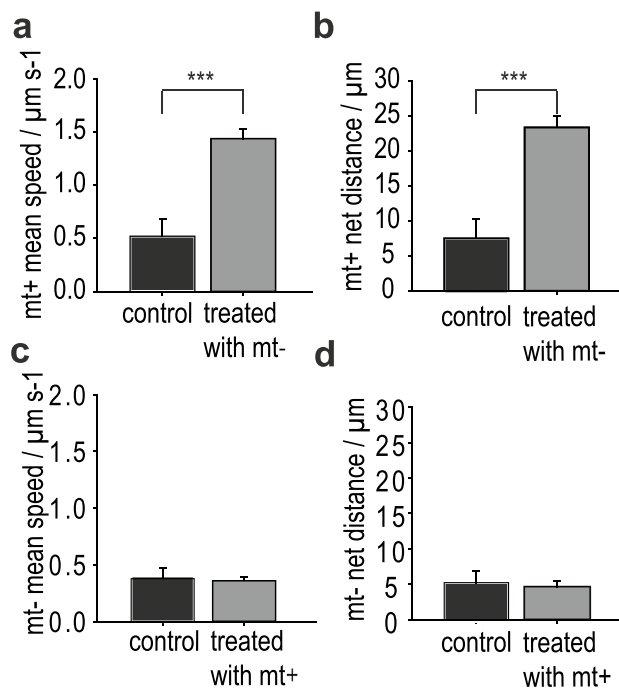 a
mt+ mean speed / µm s-1
2.0
1.5
1.0
0.5
0.0
***
control
treated
with mt-
b
mt+ net distance / µm
30
25
20
15
10
5
0
***
control
treated
with mt-
c
mt- mean speed / µm s-1
2.0
1.5
1.0
0.5
0.0
control
treated
with mt+
d
mt- net distance / µm
30
25
20
15
10
5
0
control
treated
with mt+